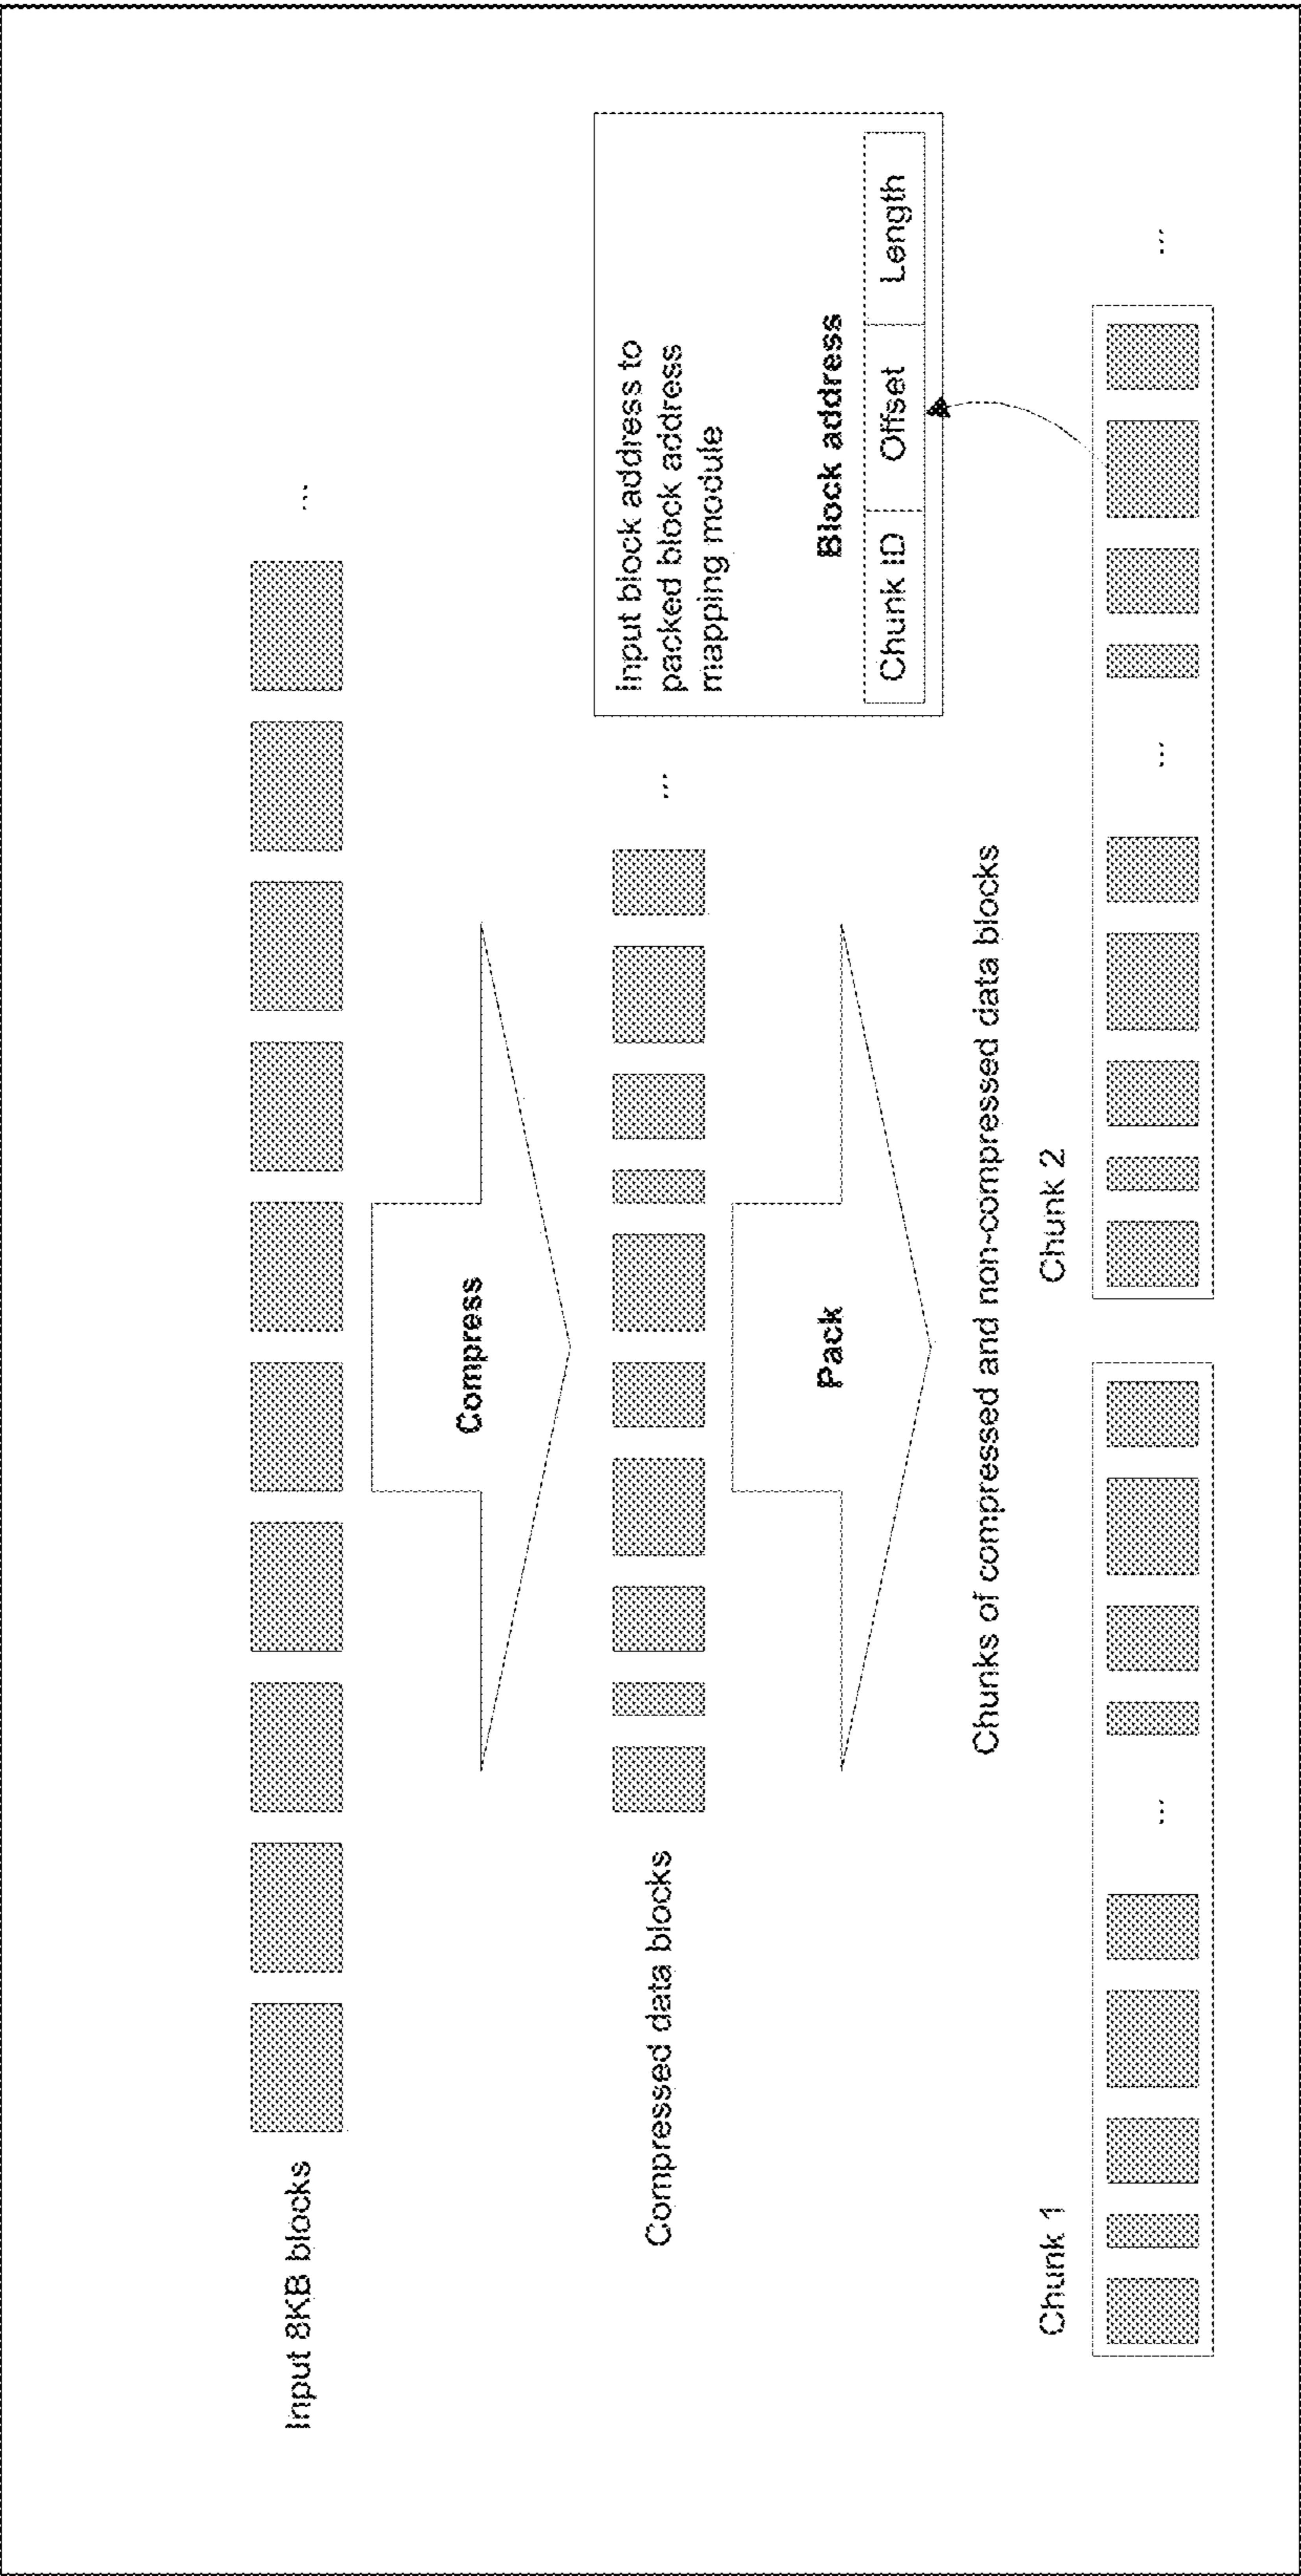 Input 8KB blocks
...
Compress
Compressed data blocks
...
Input block address to
packed block address
mapping module
Block address
Chunk ID
Offset
Length
Pack
Chunks of compressed and non-compressed data blocks
Chunk 1
Chunk 2
...
...
...